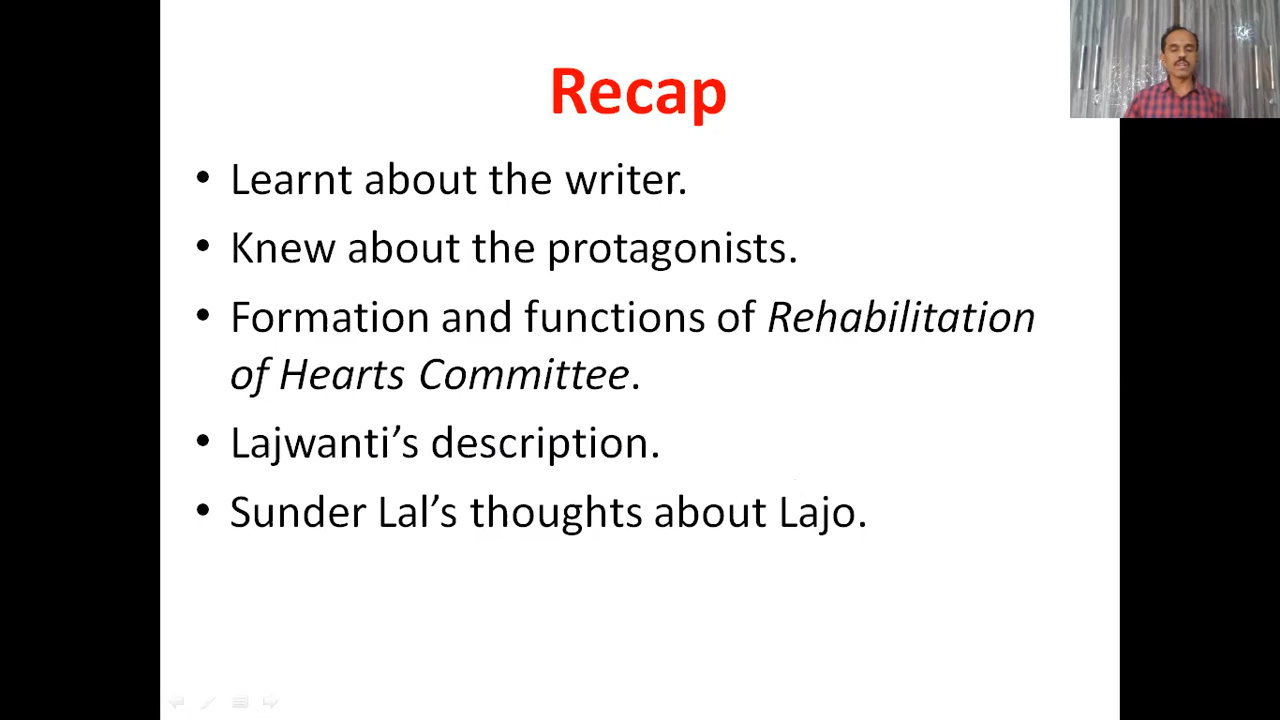 Recap
• Learnt about the writer.
• Knew about the protagonists.
• Formation and functions of Rehabilitation
of Hearts Committee.
• Lajwanti’s description.
• Sunder Lal’s thoughts about Lajo.